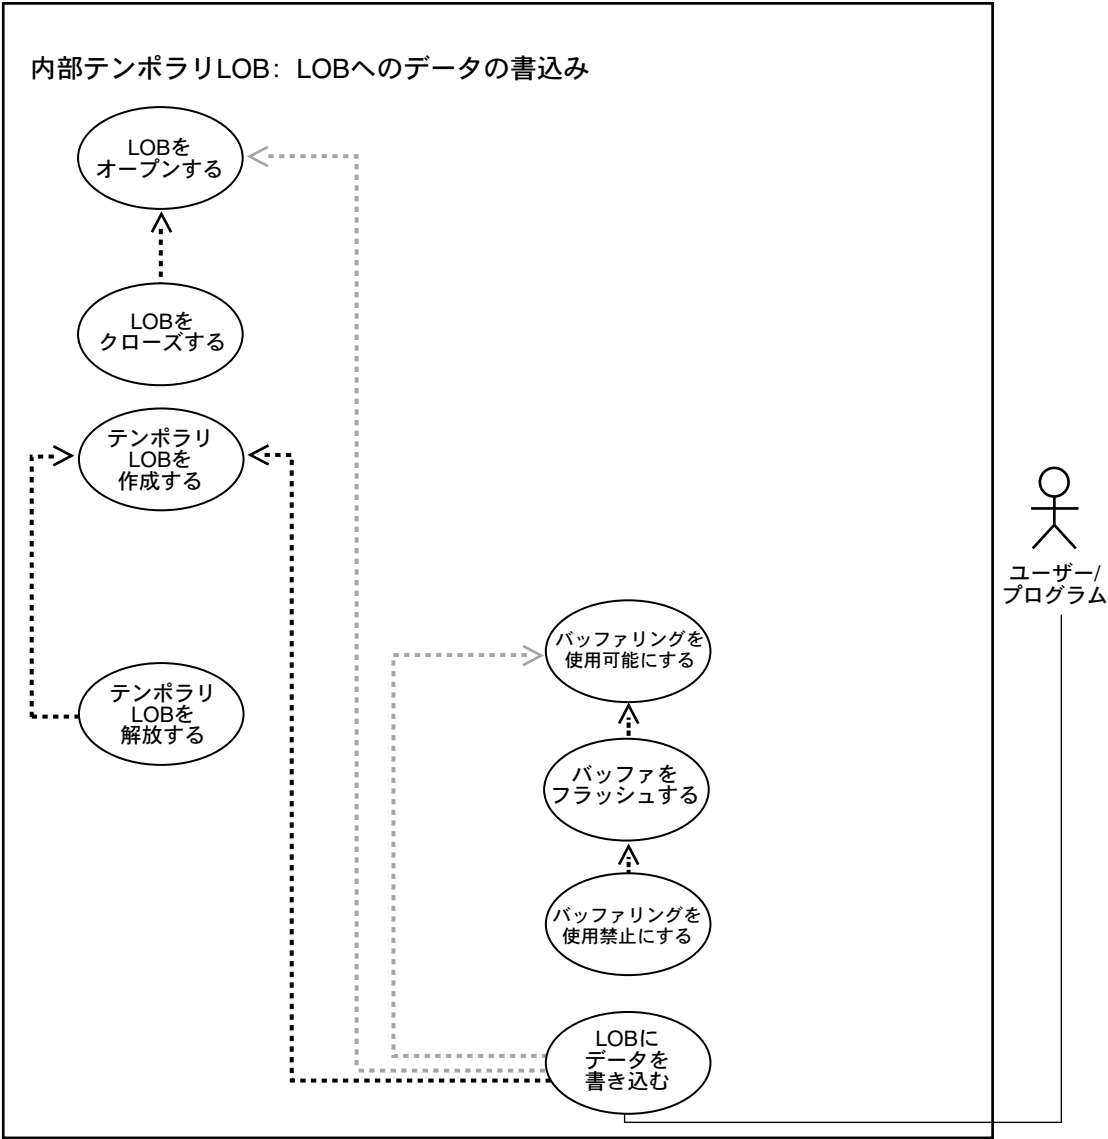 内部テンポラリLOB：LOBへのデータの書込み
LOBを
オープンする
LOBを
クローズする
テンポラリ
LOBを
作成する
ユーザー/
プログラム
バッファリングを
使用可能にする
テンポラリ
LOBを
解放する
バッファを
フラッシュする
バッファリングを
使用禁止にする
LOBに
データを
書き込む